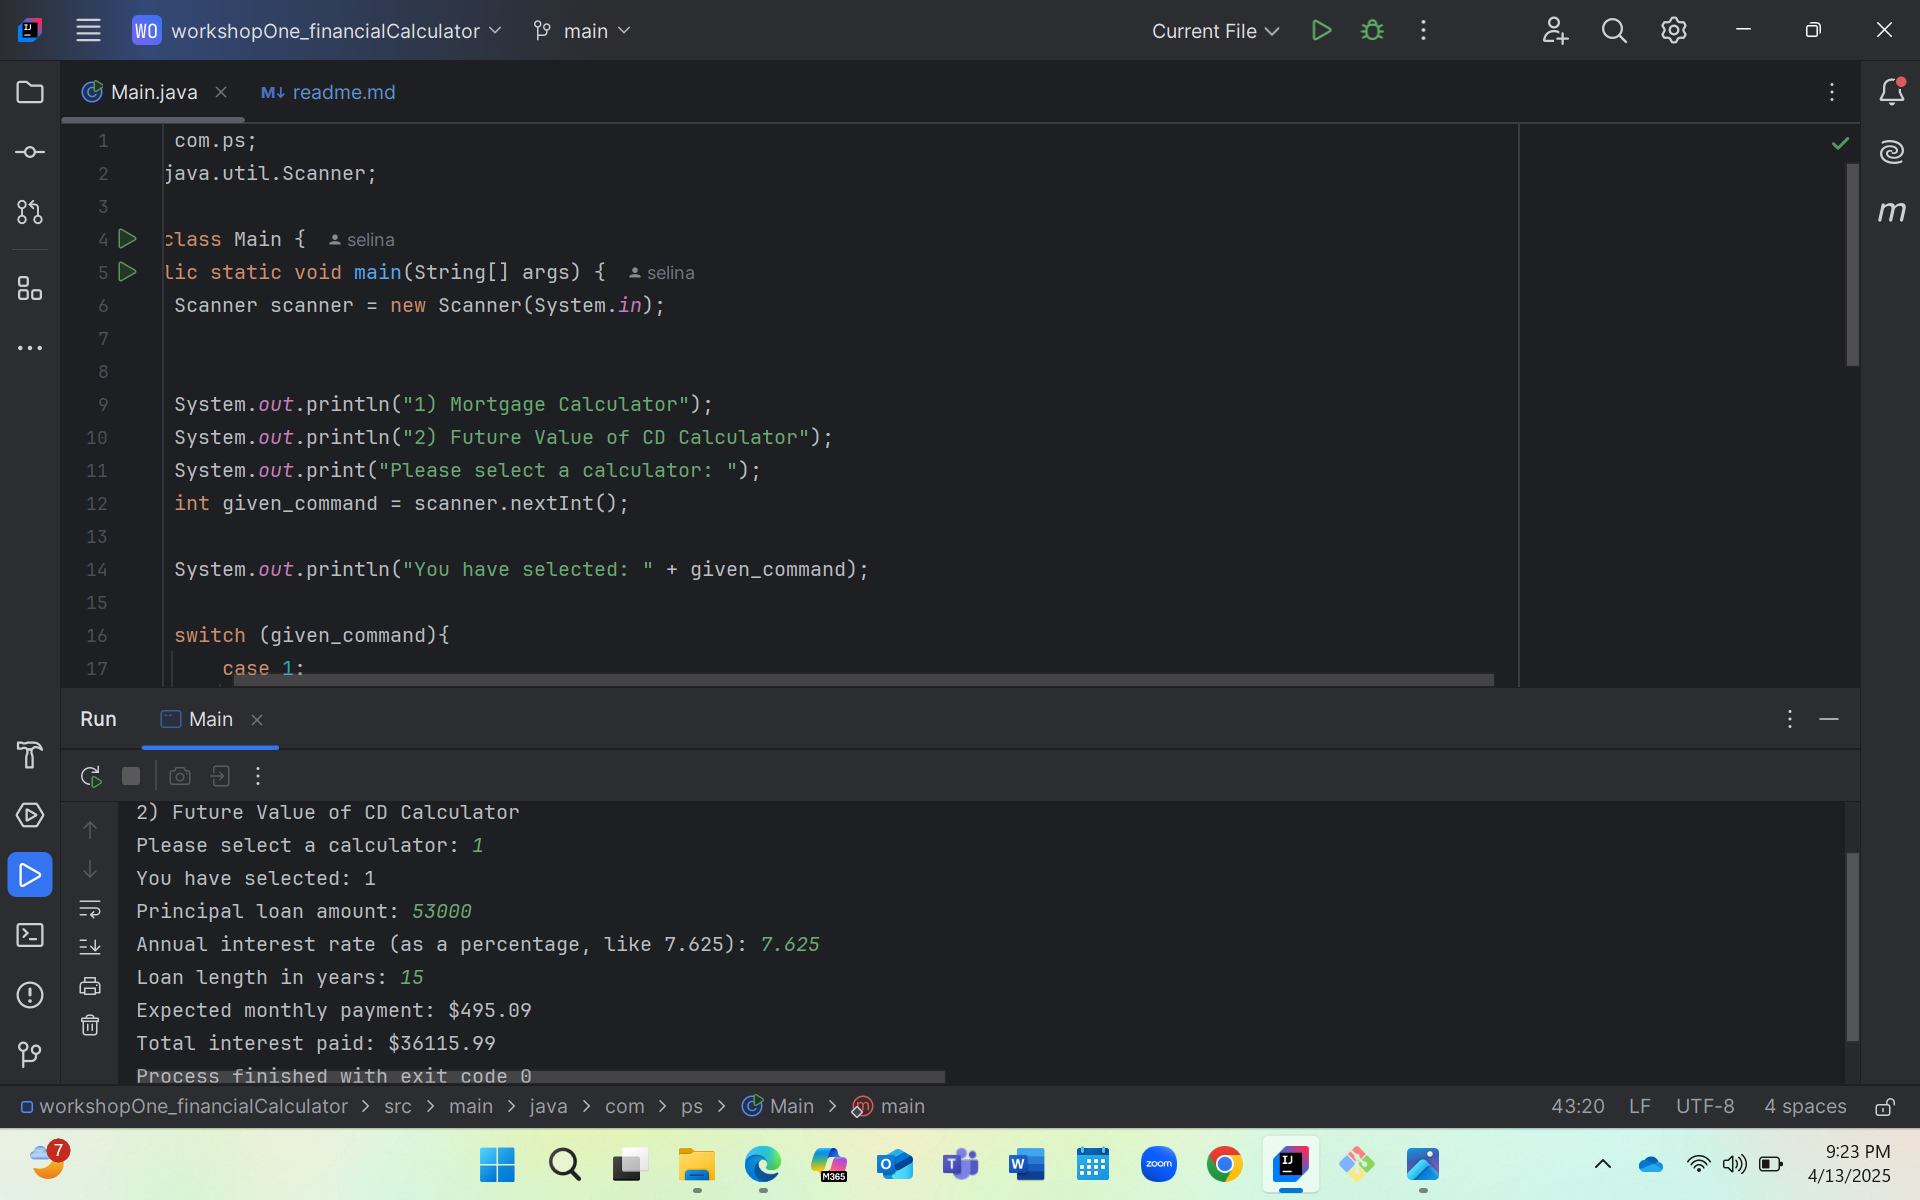 WO workshopOne_financialCalculator main Current File
Main.java M↓ readme.md
1 com.ps;
2 java.util.Scanner;
3
4 class Main { selina
5 lic static void main(String[] args) { selina
6 Scanner scanner = new Scanner(System.in);
7
8
9 System.out.println("1) Mortgage Calculator");
10 System.out.println("2) Future Value of CD Calculator");
11 System.out.print("Please select a calculator: ");
12 int given_command = scanner.nextInt();
13
14 System.out.println("You have selected: " + given_command);
15
16 switch (given_command){
17 case 1:
Run Main
2) Future Value of CD Calculator
Please select a calculator: 1
You have selected: 1
Principal loan amount: 53000
Annual interest rate (as a percentage, like 7.625): 7.625
Loan length in years: 15
Expected monthly payment: $495.09
Total interest paid: $36115.99
Process finished with exit code 0
workshopOne_financialCalculator > src > main > java > com > ps > Main > main 43:20 LF UTF-8 4 spaces
7 M365 zoom 9:23 PM
4/13/2025